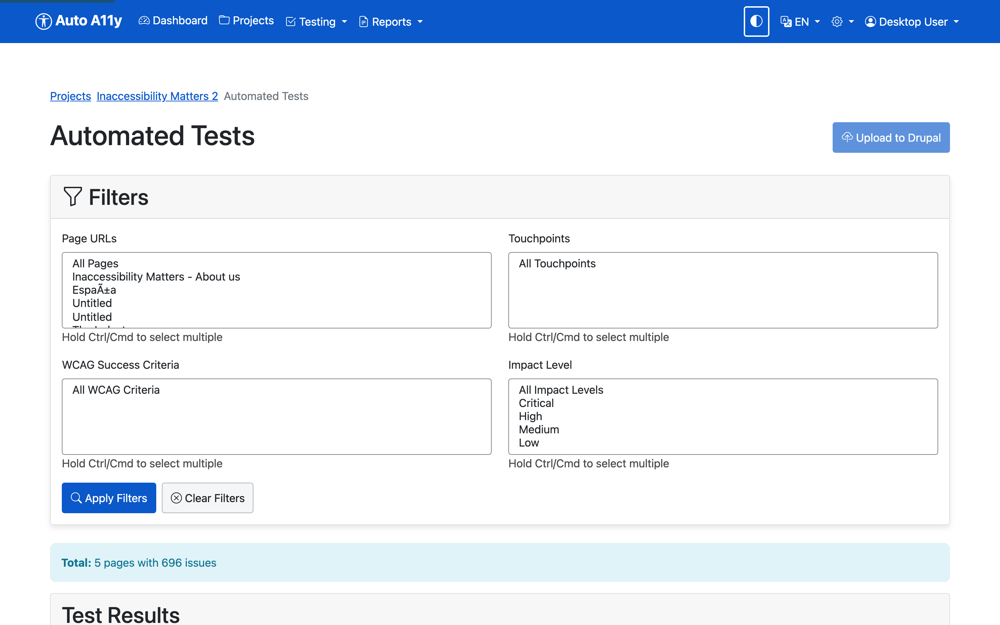 Auto A11y Dashboard Projects Testing Reports EN Desktop User
Projects Inaccessibility Matters 2 Automated Tests
Automated Tests
Upload to Drupal
Filters
Page URLs
All Pages
Inaccessibility Matters - About us
EspaÃ±a
Untitled
Untitled
Hold Ctrl/Cmd to select multiple
Touchpoints
All Touchpoints
Hold Ctrl/Cmd to select multiple
WCAG Success Criteria
All WCAG Criteria
Hold Ctrl/Cmd to select multiple
Impact Level
All Impact Levels
Critical
High
Medium
Low
Hold Ctrl/Cmd to select multiple
Apply Filters Clear Filters
Total: 5 pages with 696 issues
Test Results